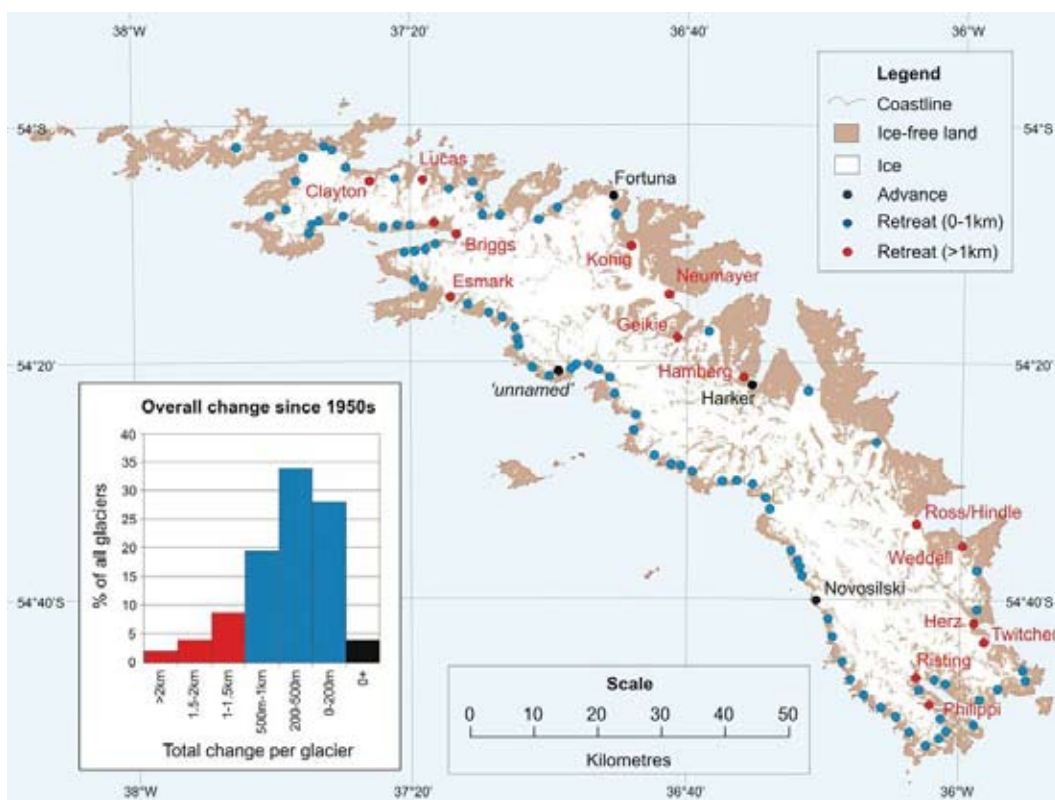 38°W
37°20'
36°40'
36°W
54°S
54°S
Legend
Coastline
Ice-free land
Ice
Advance
Retreat (0-1km)
Retreat (>1km)
Lucas
Clayton
Fortuna
Briggs
Konig
Neumayer
Esmark
Geikie
54°20'
54°20'
Hamberg
'unnamed'
Harker
Overall change since 1950s
40
35
30
25
20
15
10
5
0
% of all glaciers
>2km
1.5-2km
1-1.5km
500m-1km
200-500m
0-200m
0+
Total change per glacier
Ross/Hindle
Weddell
54°40'S
54°40'S
Novosilski
Herz
Twitcher
Risting
Philippi
Scale
0 10 20 30 40 50
Kilometres
38°W
37°20'
36°40'
36°W